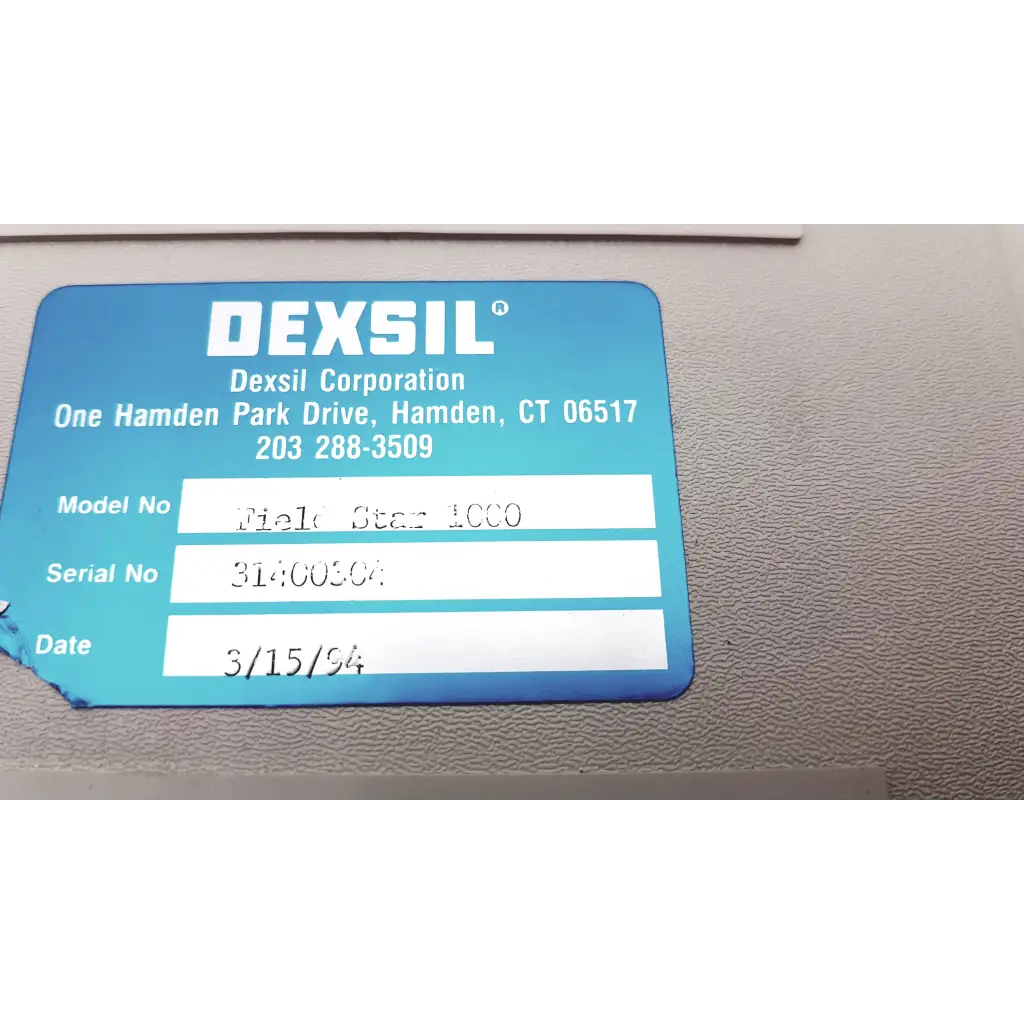 DEXSIL®
Dexsil Corporation
One Hamden Park Drive, Hamden, CT 06517
203 288-3509
Model No Field Star 1000
Serial No 31400304
Date 3/15/94